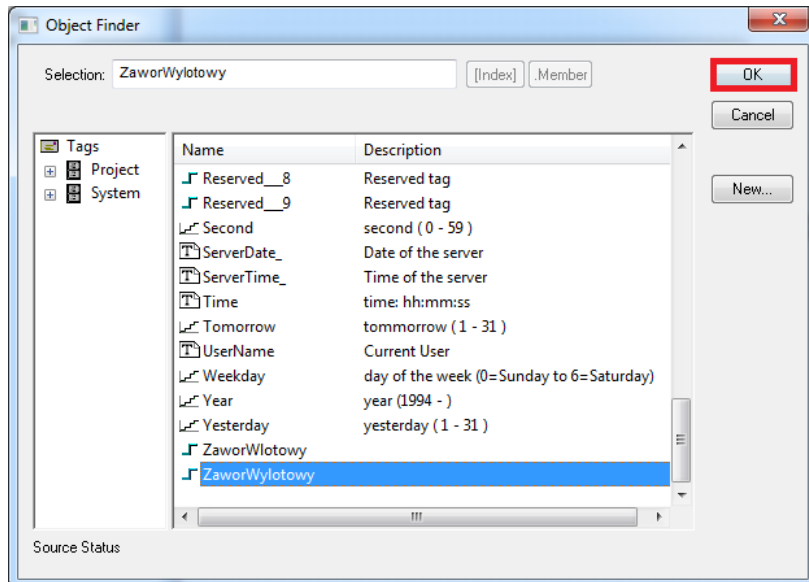 Object Finder
Selection: ZaworWylotowy [Index] .Member OK
Cancel
New...
Tags
Project
System
Name Description
Reserved__8 Reserved tag
Reserved__9 Reserved tag
Second second ( 0 - 59 )
ServerDate_ Date of the server
ServerTime_ Time of the server
Time time: hh:mm:ss
Tomorrow tommorrow ( 1 - 31 )
UserName Current User
Weekday day of the week (0=Sunday to 6=Saturday)
Year year (1994 - )
Yesterday yesterday ( 1 - 31 )
ZaworWlotowy
ZaworWylotowy
Source Status